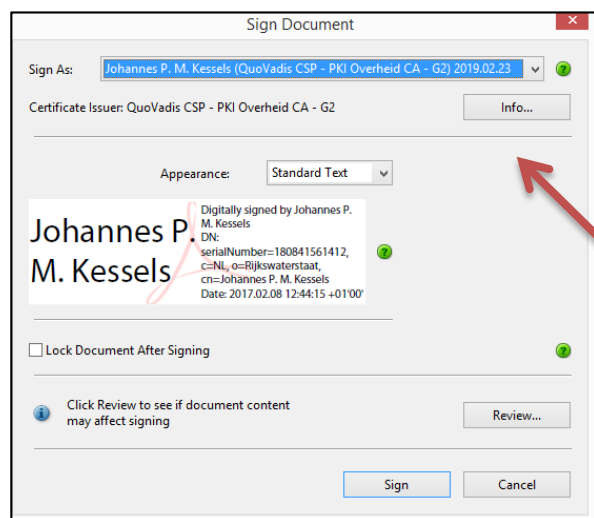 Sign Document
Sign As: Johannes P. M. Kessels (QuoVadis CSP - PKI Overheid CA - G2) 2019.02.23
Certificate Issuer: QuoVadis CSP - PKI Overheid CA - G2
Info...
Appearance: Standard Text
Johannes P.
M. Kessels
Digitally signed by Johannes P.
M. Kessels
DN:
serialNumber=180841561412,
c=NL, o=Rijkswaterstaat,
cn=Johannes P. M. Kessels
Date: 2017.02.08 12:44:15 +01'00'
Lock Document After Signing
Click Review to see if document content
may affect signing
Review...
Sign
Cancel